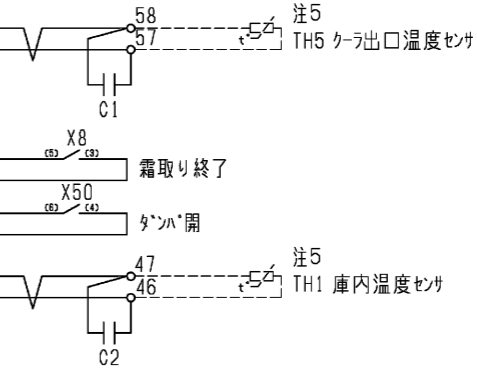 58
注5
57
t°
TH5 ｸｰﾗ出口温度ｾﾝｻ
C1
X8
(5) (3)
霜取り終了
X50
(6) (4)
ﾀﾞﾝﾊﾟ開
47
注5
46
t°
TH1 庫内温度ｾﾝｻ
C2